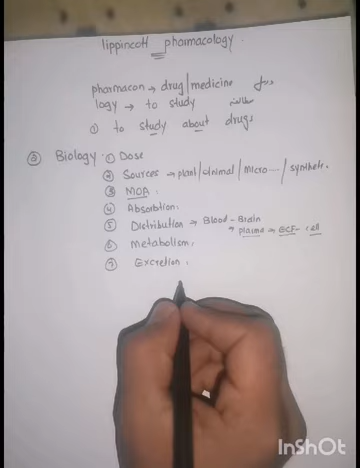 lippincott pharmacology.
pharmacon → drug/medicine
logy → to study
① to study about drugs
② Biology - ① Dose
② Sources → plant/animal/micro..../synthetic.
③ MOA :
④ Absorption:
⑤ Distribution → Blood - Brain
→ plasma → ECF - cell
⑥ Metabolism,
⑦ Excretion,
InShOt